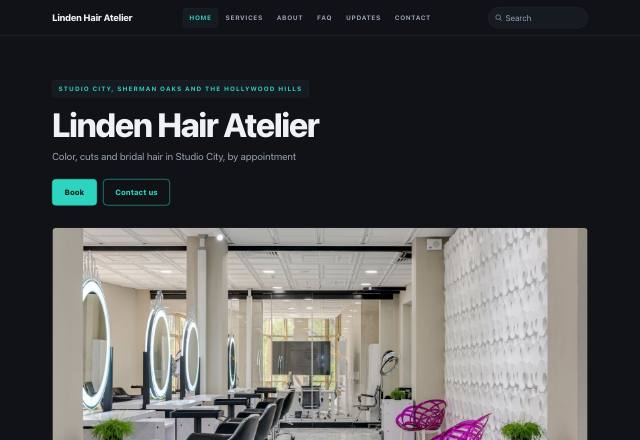 Linden Hair Atelier
HOME SERVICES ABOUT FAQ UPDATES CONTACT
Search
STUDIO CITY, SHERMAN OAKS AND THE HOLLYWOOD HILLS
Linden Hair Atelier
Color, cuts and bridal hair in Studio City, by appointment
Book Contact us